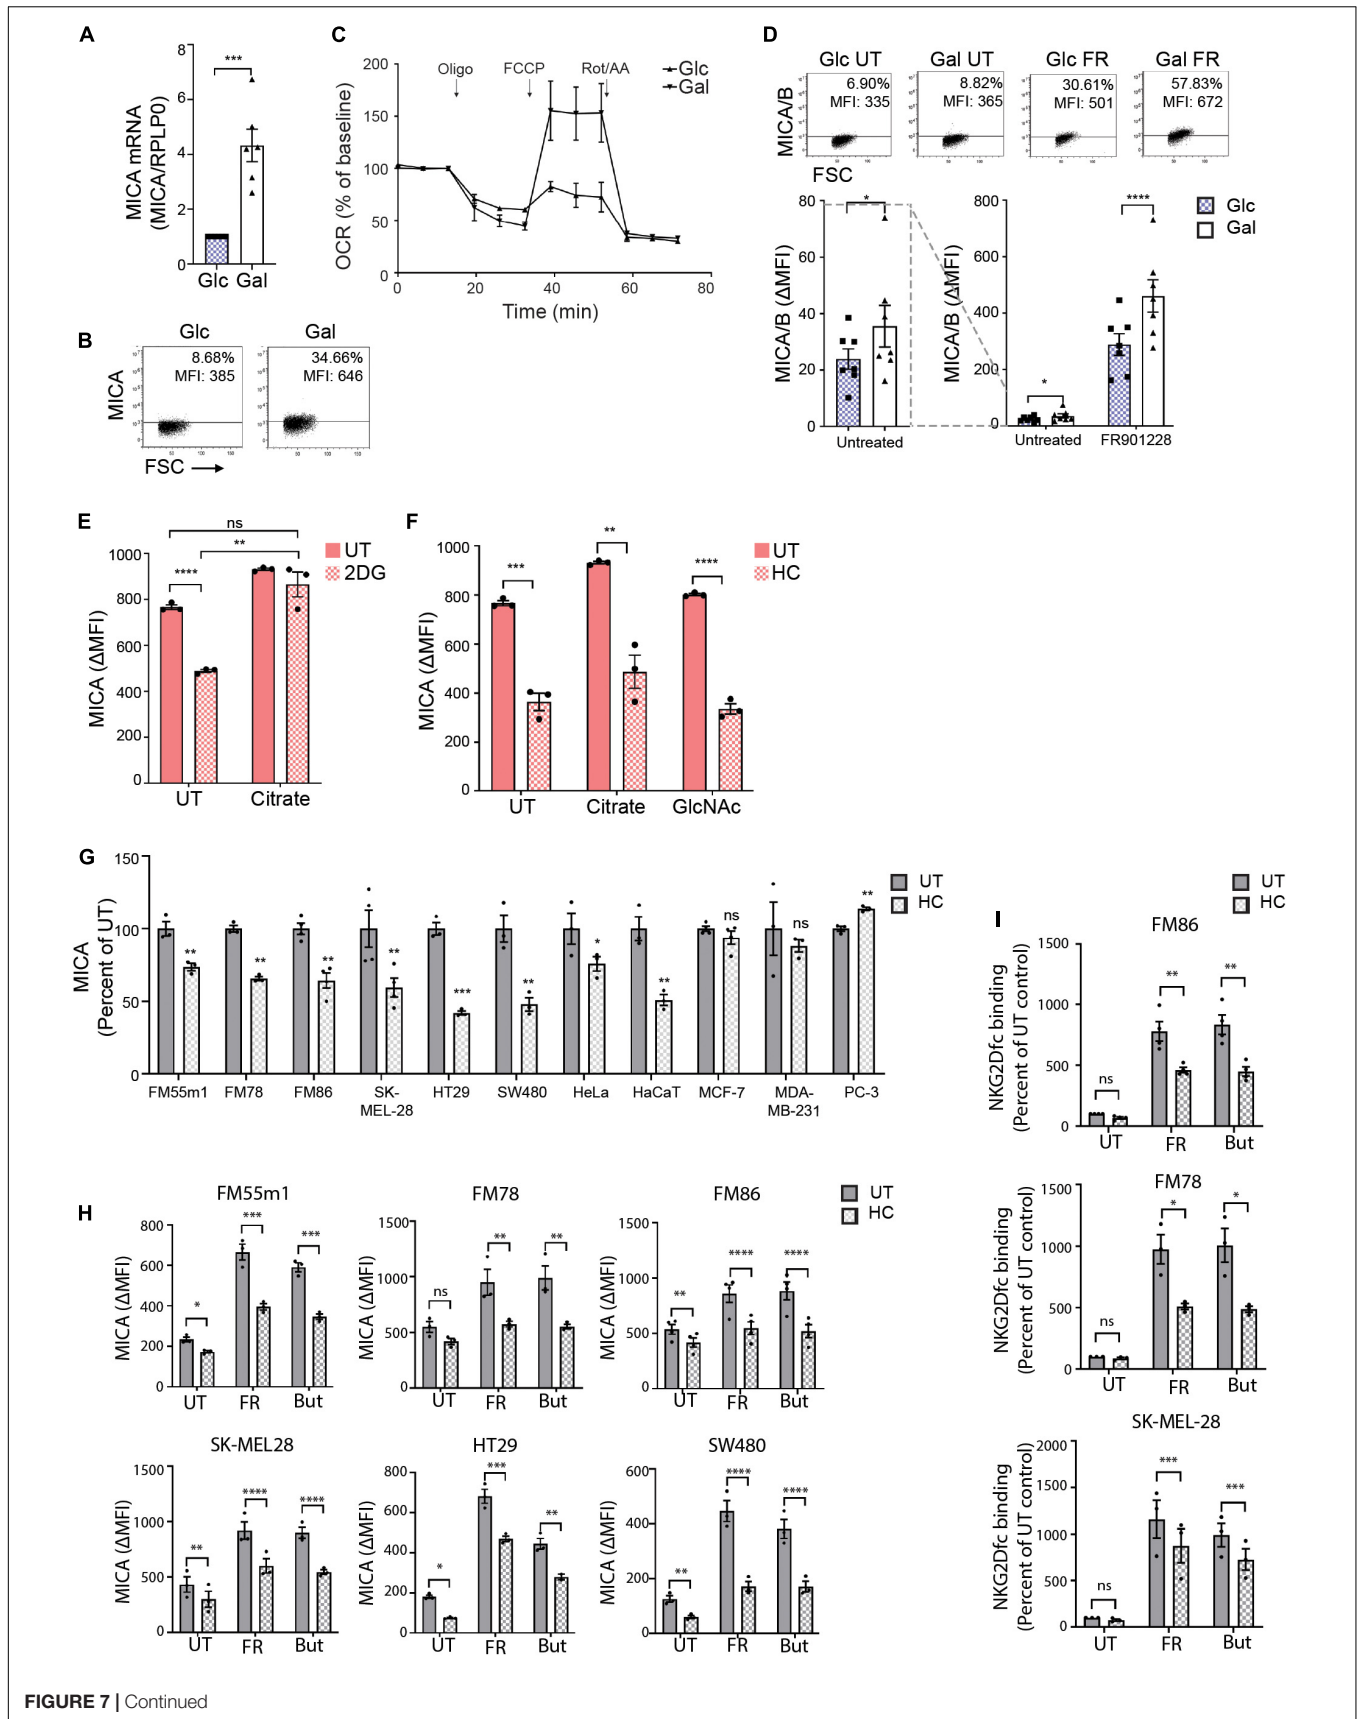 A
MICA mRNA
(MICA/RPLP0)
8
6
4
2
0
***
Glc Gal
B
Glc
Gal
MICA
8.68%
MFI: 385
34.66%
MFI: 646
FSC
C
OCR (% of baseline)
200
150
100
50
0
Oligo
FCCP
Rot/AA
Glc
Gal
0 20 40 60 80
Time (min)
D
Glc UT
Gal UT
Glc FR
Gal FR
MICA/B
6.90%
MFI: 335
8.82%
MFI: 365
30.61%
MFI: 501
57.83%
MFI: 672
FSC
MICA/B (ΔMFI)
80
60
40
20
0
*
Untreated
MICA/B (ΔMFI)
800
600
400
200
0
*
****
Untreated
FR901228
Glc
Gal
E
MICA (ΔMFI)
1000
800
600
400
200
0
ns
**
****
UT
2DG
UT
Citrate
F
MICA (ΔMFI)
1000
800
600
400
200
0
***
**
****
UT
HC
UT
Citrate
GlcNAc
G
MICA
(Percent of UT)
150
100
50
0
**
**
**
**
***
**
*
**
ns
ns
**
UT
HC
FM55m1
FM78
FM86
SK-
MEL-28
HT29
SW480
HeLa
HaCaT
MCF-7
MDA-
MB-231
PC-3
H
FM55m1
MICA (ΔMFI)
800
600
400
200
0
*
***
***
UT FR But
FM78
MICA (ΔMFI)
1500
1000
500
0
ns
**
**
UT FR But
FM86
MICA (ΔMFI)
1500
1000
500
0
**
****
****
UT FR But
UT
HC
SK-MEL28
MICA (ΔMFI)
1500
1000
500
0
**
****
****
UT FR But
HT29
MICA (ΔMFI)
800
600
400
200
0
*
***
**
UT FR But
SW480
MICA (ΔMFI)
600
400
200
0
**
****
****
UT FR But
I
UT
HC
FM86
NKG2Dfc binding
(Percent of UT control)
1500
1000
500
0
ns
**
**
UT FR But
FM78
NKG2Dfc binding
(Percent of UT control)
1500
1000
500
0
ns
*
*
UT FR But
SK-MEL-28
NKG2Dfc binding
(Percent of UT control)
2000
1500
1000
500
0
ns
***
***
UT FR But
FIGURE 7 | Continued